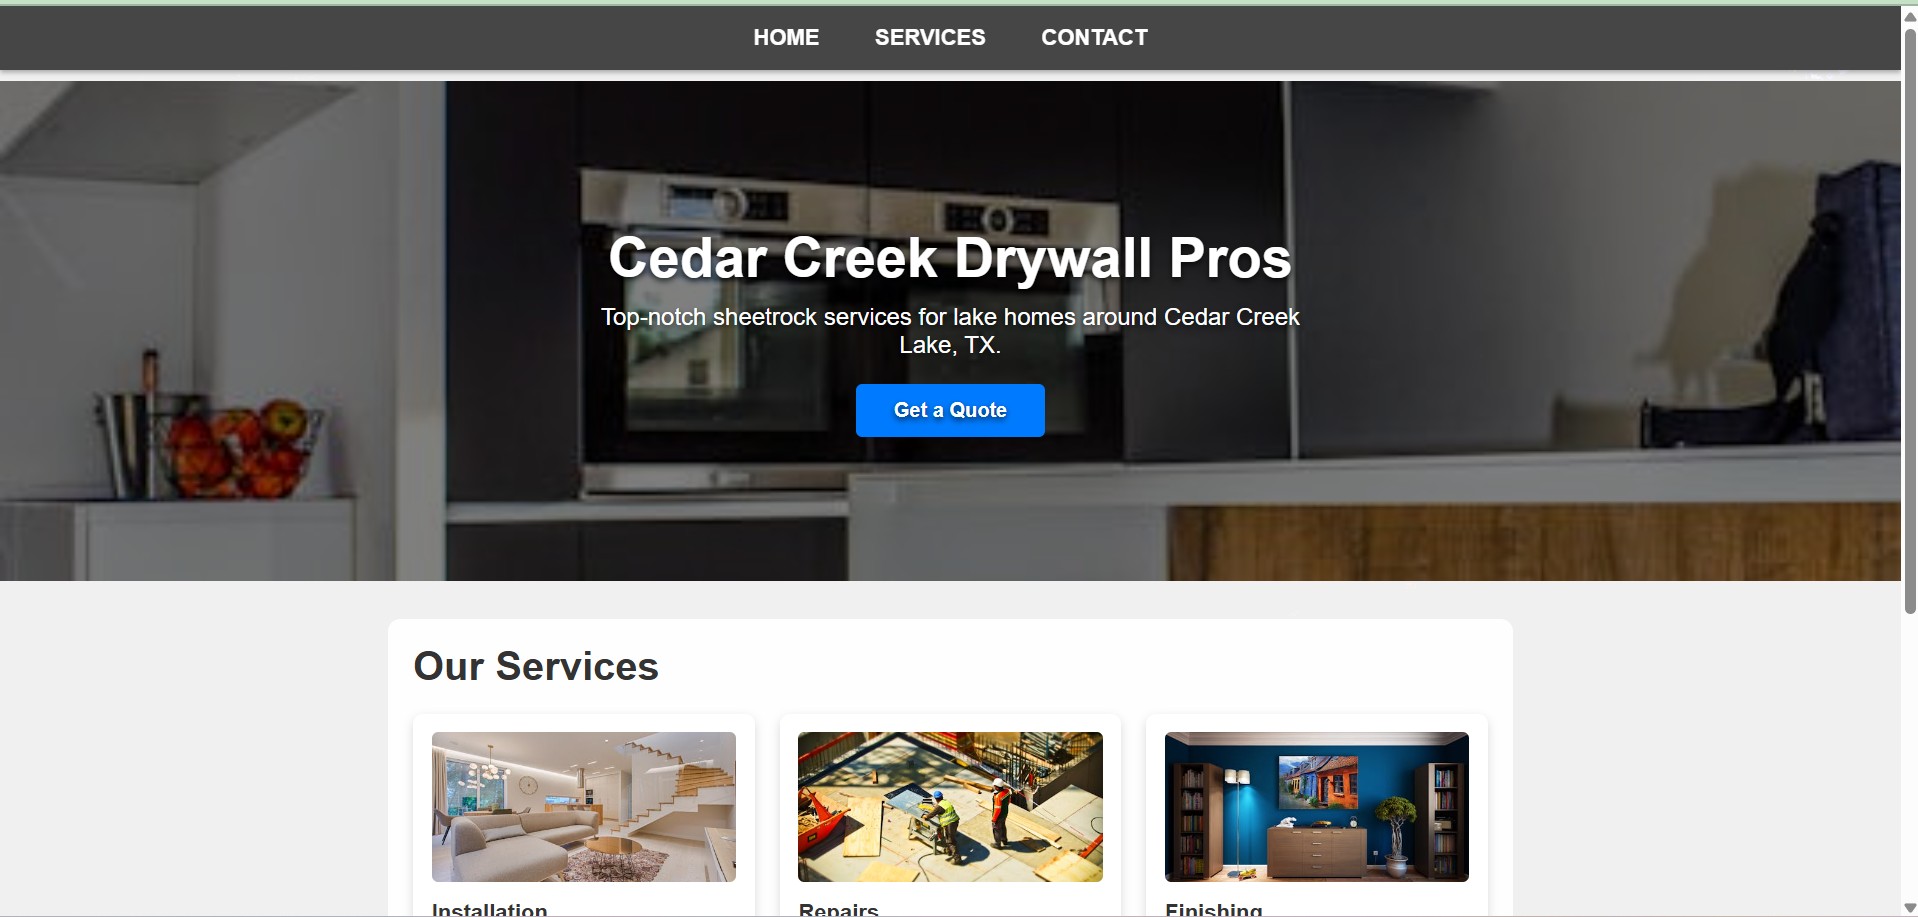 HOME SERVICES CONTACT
Cedar Creek Drywall Pros
Top-notch sheetrock services for lake homes around Cedar Creek
Lake, TX.
Get a Quote
Our Services
Installation
Repairs
Finishing